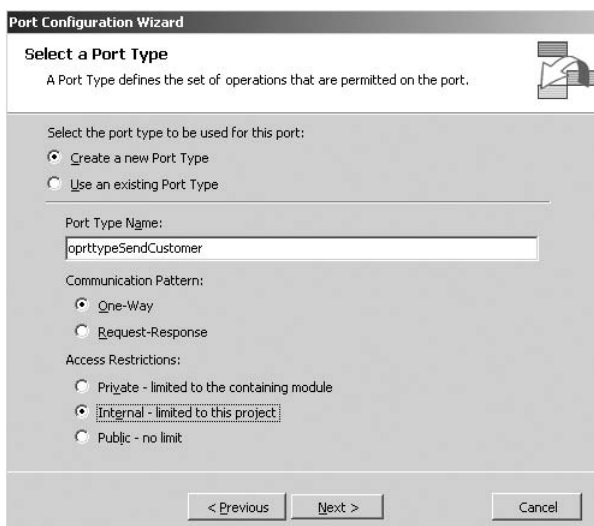 Port Configuration Wizard
Select a Port Type
A Port Type defines the set of operations that are permitted on the port.
Select the port type to be used for this port:
Create a new Port Type
Use an existing Port Type
Port Type Name:
oprttypeSendCustomer
Communication Pattern:
One-Way
Request-Response
Access Restrictions:
Private - limited to the containing module
Internal - limited to this project
Public - no limit
< Previous Next > Cancel